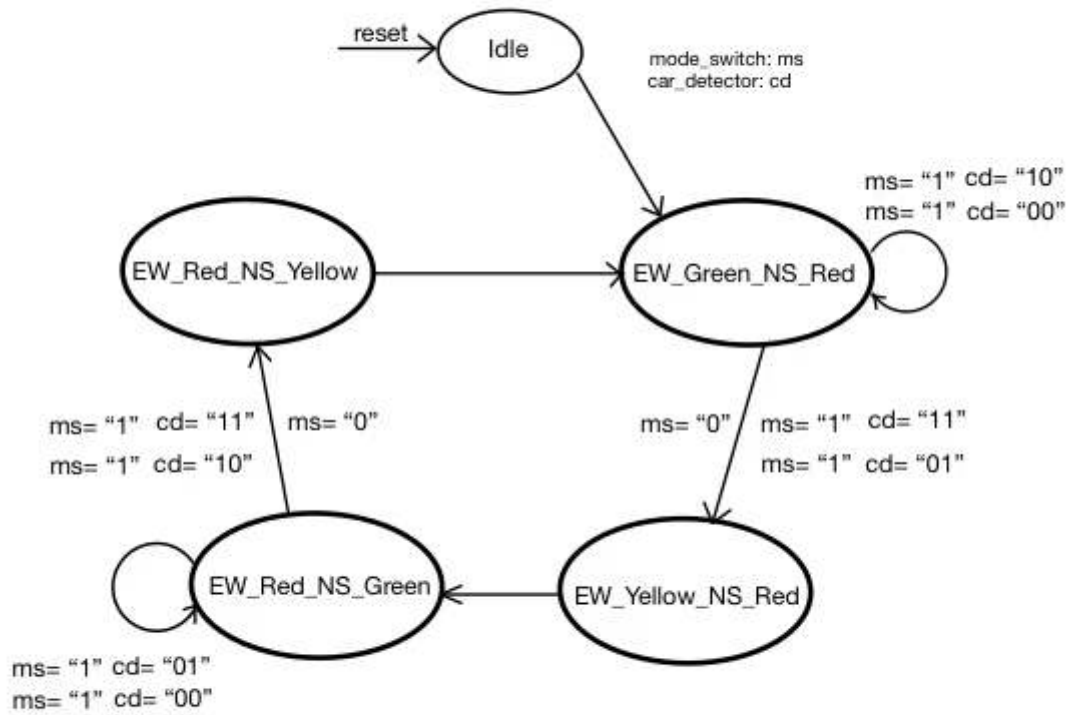 reset
Idle
mode_switch: ms
car_detector: cd
ms= “1” cd= “10”
ms= “1” cd= “00”
EW_Red_NS_Yellow
EW_Green_NS_Red
ms= “1” cd= “11”
ms= “1” cd= “10”
ms= “0”
ms= “0”
ms= “1” cd= “11”
ms= “1” cd= “01”
EW_Red_NS_Green
EW_Yellow_NS_Red
ms= “1” cd= “01”
ms= “1” cd= “00”